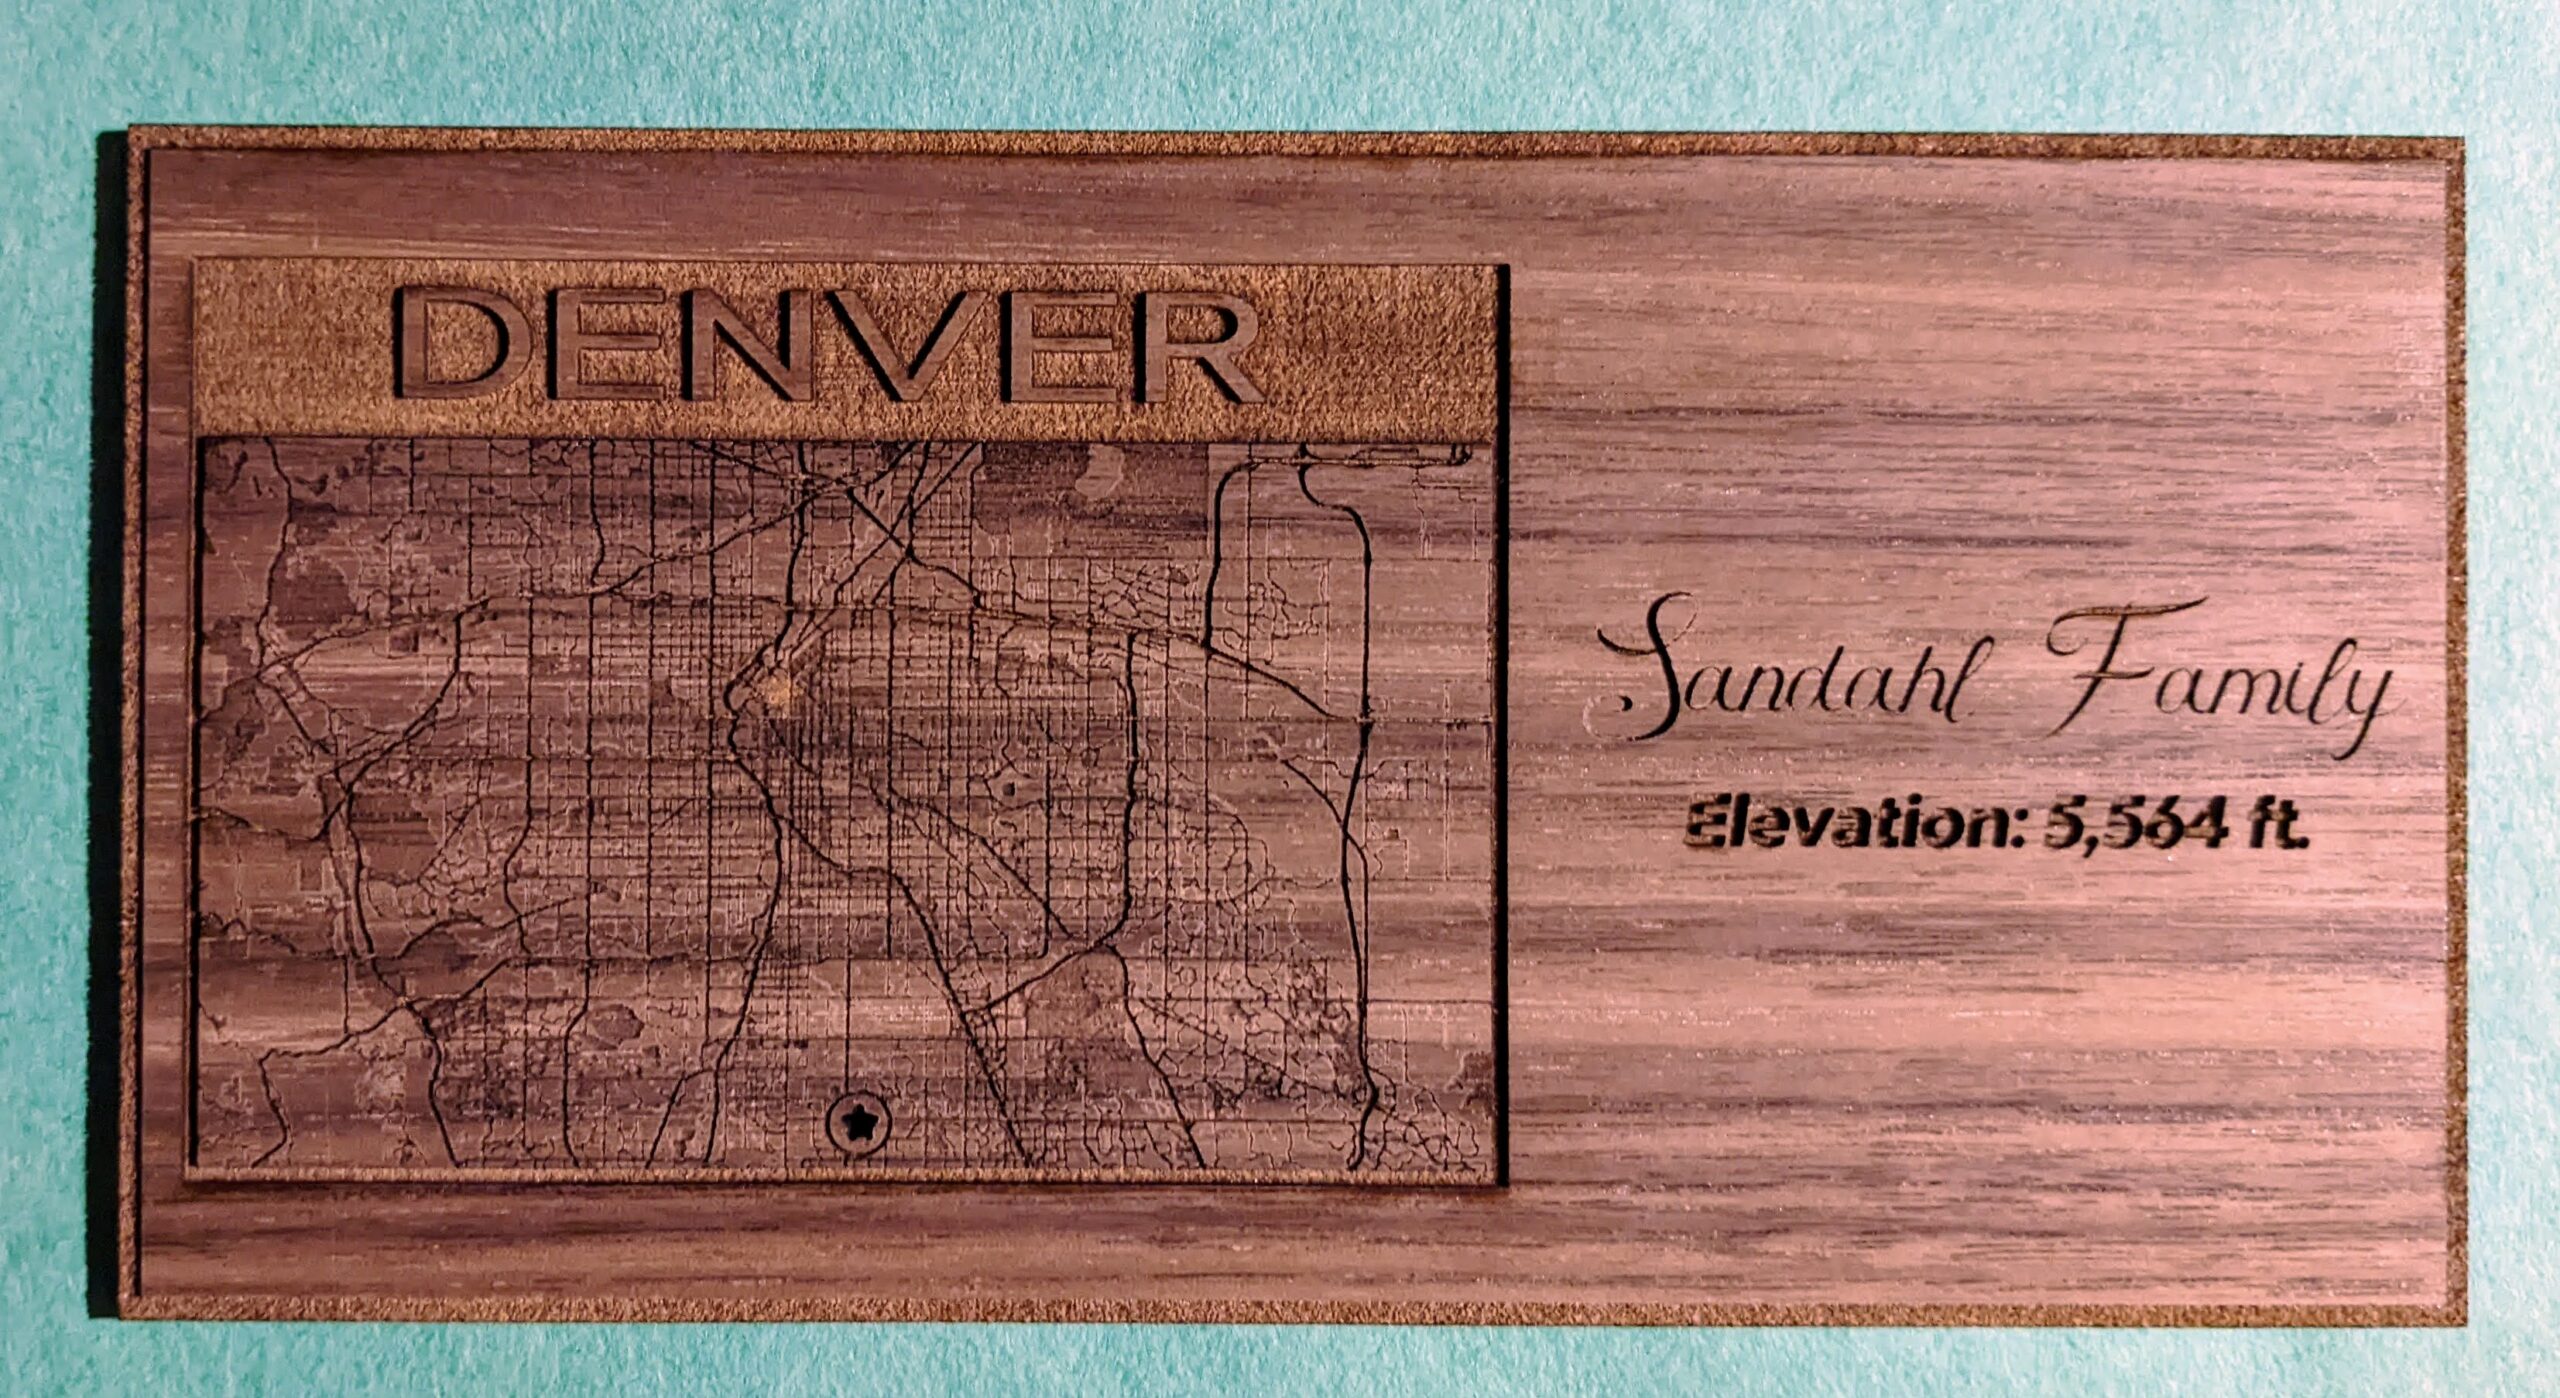 DENVER
Sandahl Family
Elevation: 5,564 ft.